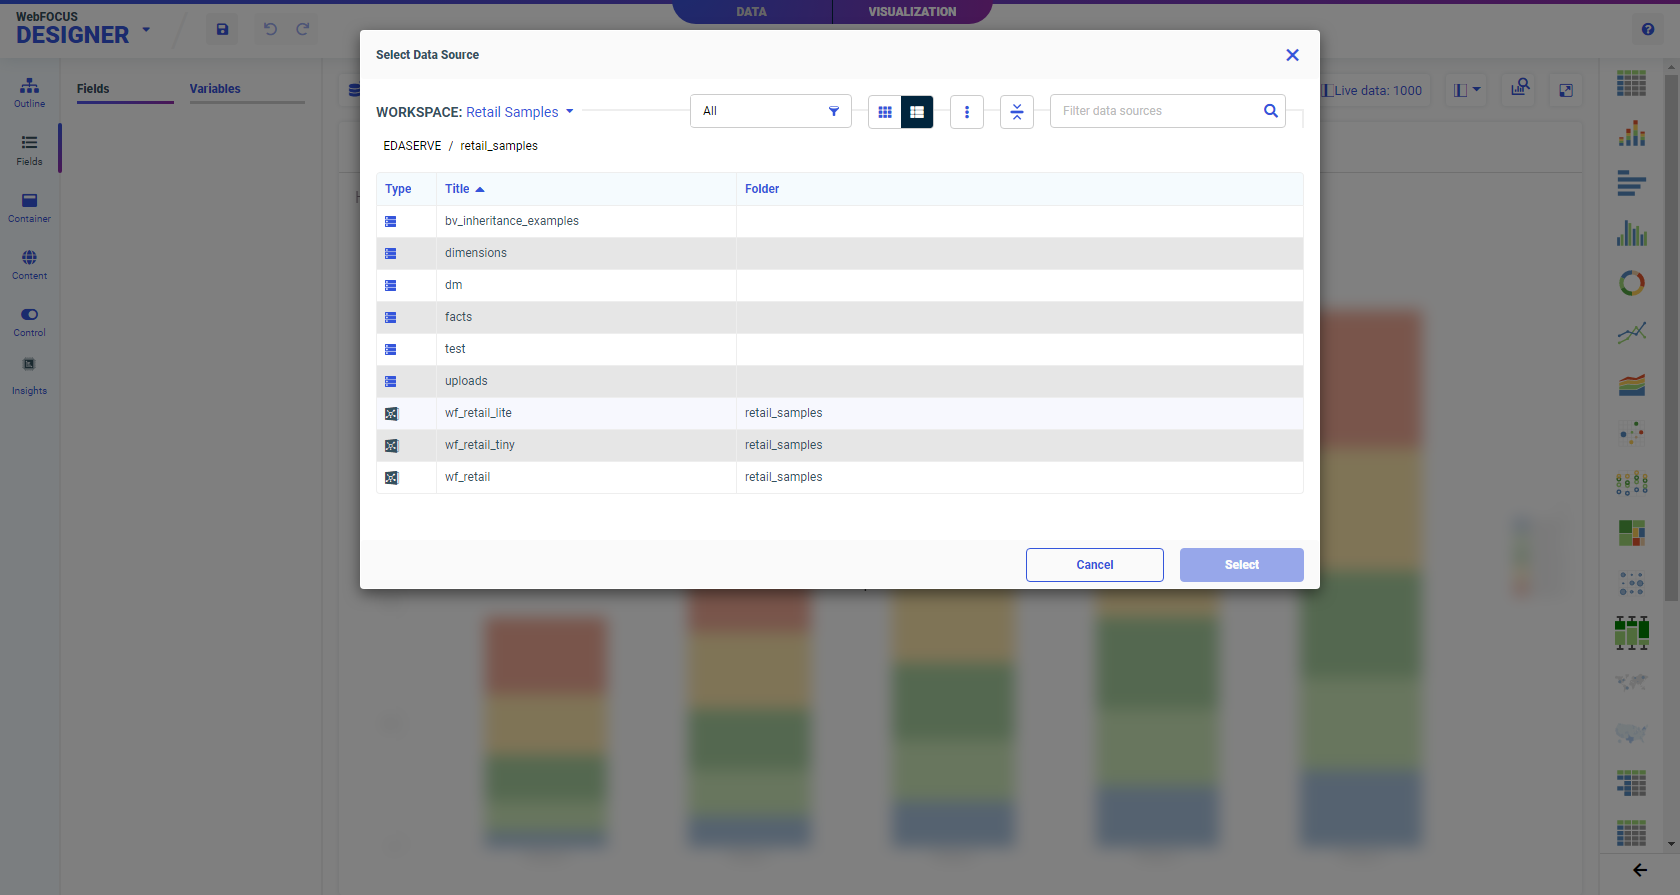 WebFOCUS
DESIGNER
DATA
VISUALIZATION
Outline
Fields
Container
Content
Control
Insights
Fields
Variables
Live data: 1000
Select Data Source
WORKSPACE: Retail Samples
All
Filter data sources
EDASERVE / retail_samples
Type Title Folder
bv_inheritance_examples
dimensions
dm
facts
test
uploads
wf_retail_lite retail_samples
wf_retail_tiny retail_samples
wf_retail retail_samples
Cancel
Select